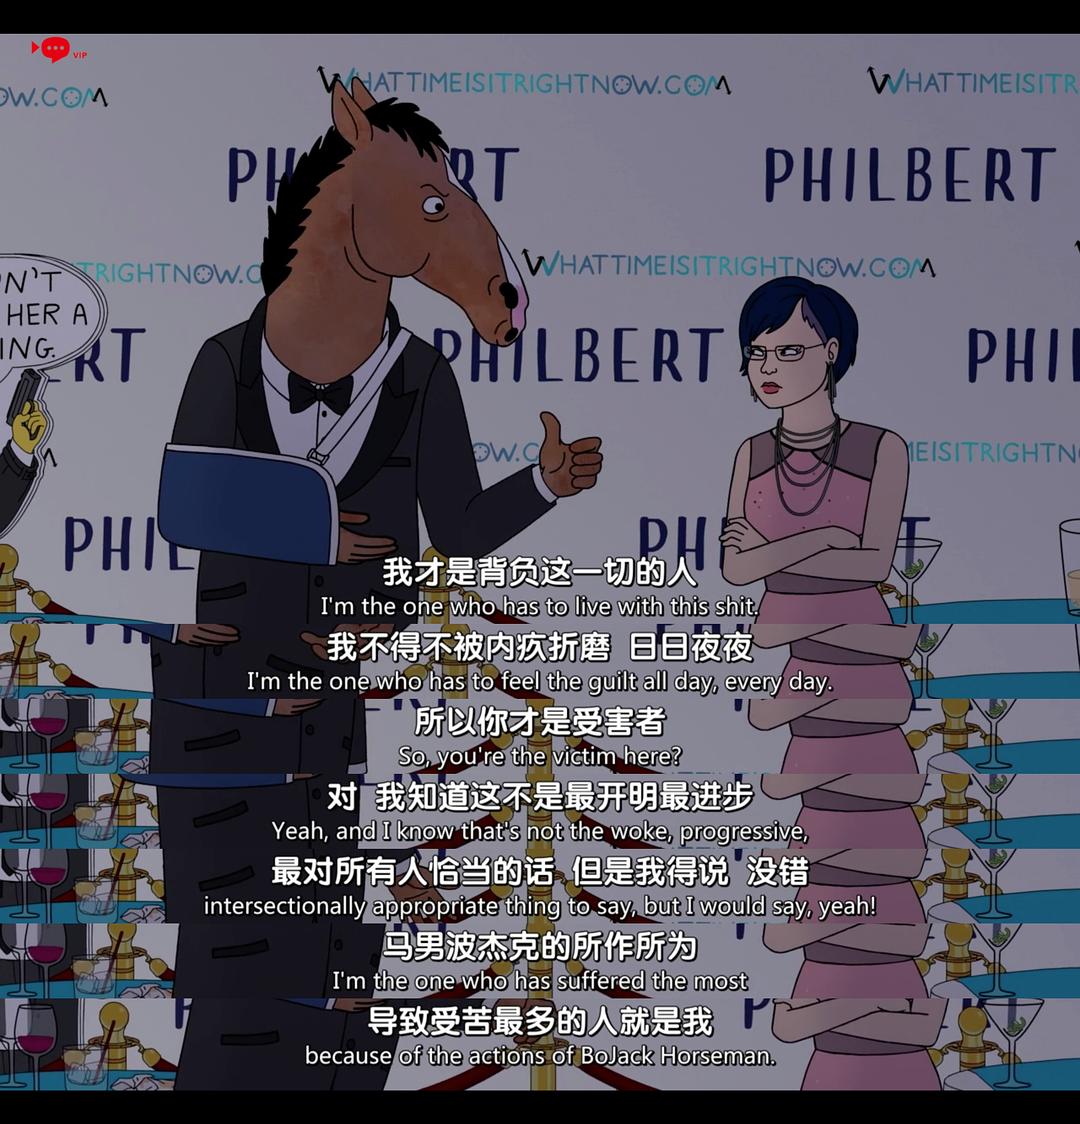 VIP
OW.COM
WHATTIMEISITRIGHTNOW.COM
WHATTIMEISITR
PH RT
PHILBERT
TRIGHTNOW.C
WHATTIMEISITRIGHTNOW.COM
N'T
HER A
ING.
RT
PHILBERT
PHIL
OW.C
MEISITRIGHTN
PHIL
PH T
我才是背负这一切的人
I'm the one who has to live with this shit.
我不得不被内疚折磨 日日夜夜
I'm the one who has to feel the guilt all day, every day.
所以你才是受害者
So, you're the victim here?
对 我知道这不是最开明最进步
Yeah, and I know that's not the woke, progressive,
最对所有人恰当的话 但是我得说 没错
intersectionally appropriate thing to say, but I would say, yeah!
马男波杰克的所作所为
I'm the one who has suffered the most
导致受苦最多的人就是我
because of the actions of BoJack Horseman.